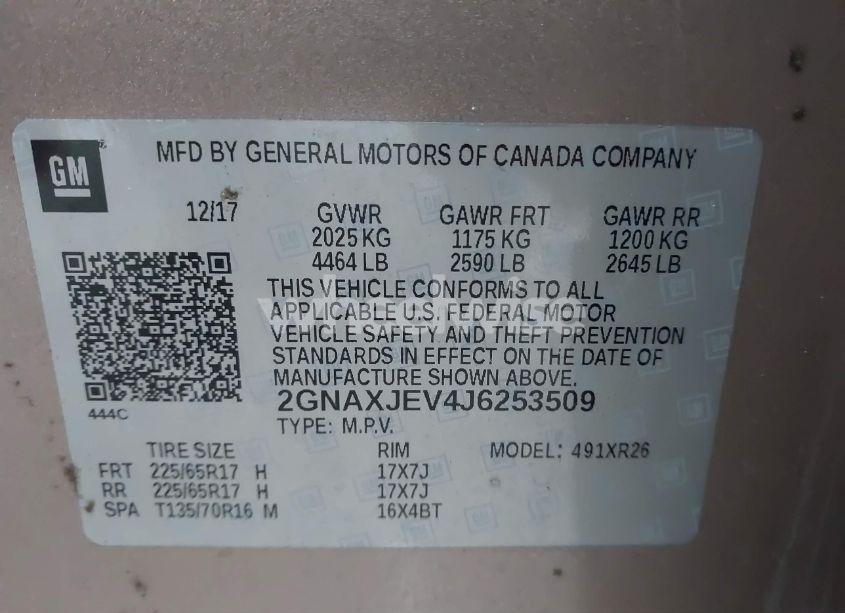 GM
MFD BY GENERAL MOTORS OF CANADA COMPANY
12/17 GVWR GAWR FRT GAWR RR
2025 KG 1175 KG 1200 KG
4464 LB 2590 LB 2645 LB
THIS VEHICLE CONFORMS TO ALL
APPLICABLE U.S. FEDERAL MOTOR
VEHICLE SAFETY AND THEFT PREVENTION
STANDARDS IN EFFECT ON THE DATE OF
MANUFACTURE SHOWN ABOVE.
444C
2GNAXJEV4J6253509
TYPE: M.P.V.
TIRE SIZE RIM MODEL: 491XR26
FRT 225/65R17 H 17X7J
RR 225/65R17 H 17X7J
SPA T135/70R16 M 16X4BT